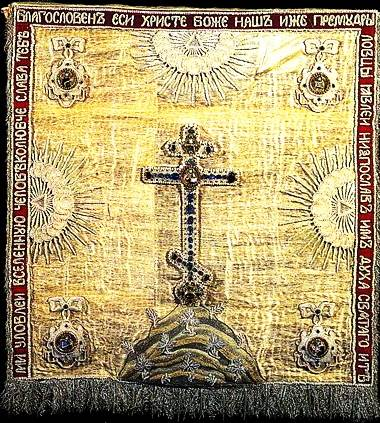 БЛАГОСЛОВЕНЪ ЕСИ ХРИСТЕ БОЖЕ НАШЪ ИЖЕ ПРЕМУДРЫ
ЛОВЦЫ ЯВЛЕЙ НИЗПОСЛАВЪ ИМЪ ДУХА СВЯТАГО И ТѢ
МИ УЛОВЛЕЙ ВСЕЛЕННУЮ ЧЕЛОВѢКОЛЮБЧЕ СЛАВА ТЕБѢ